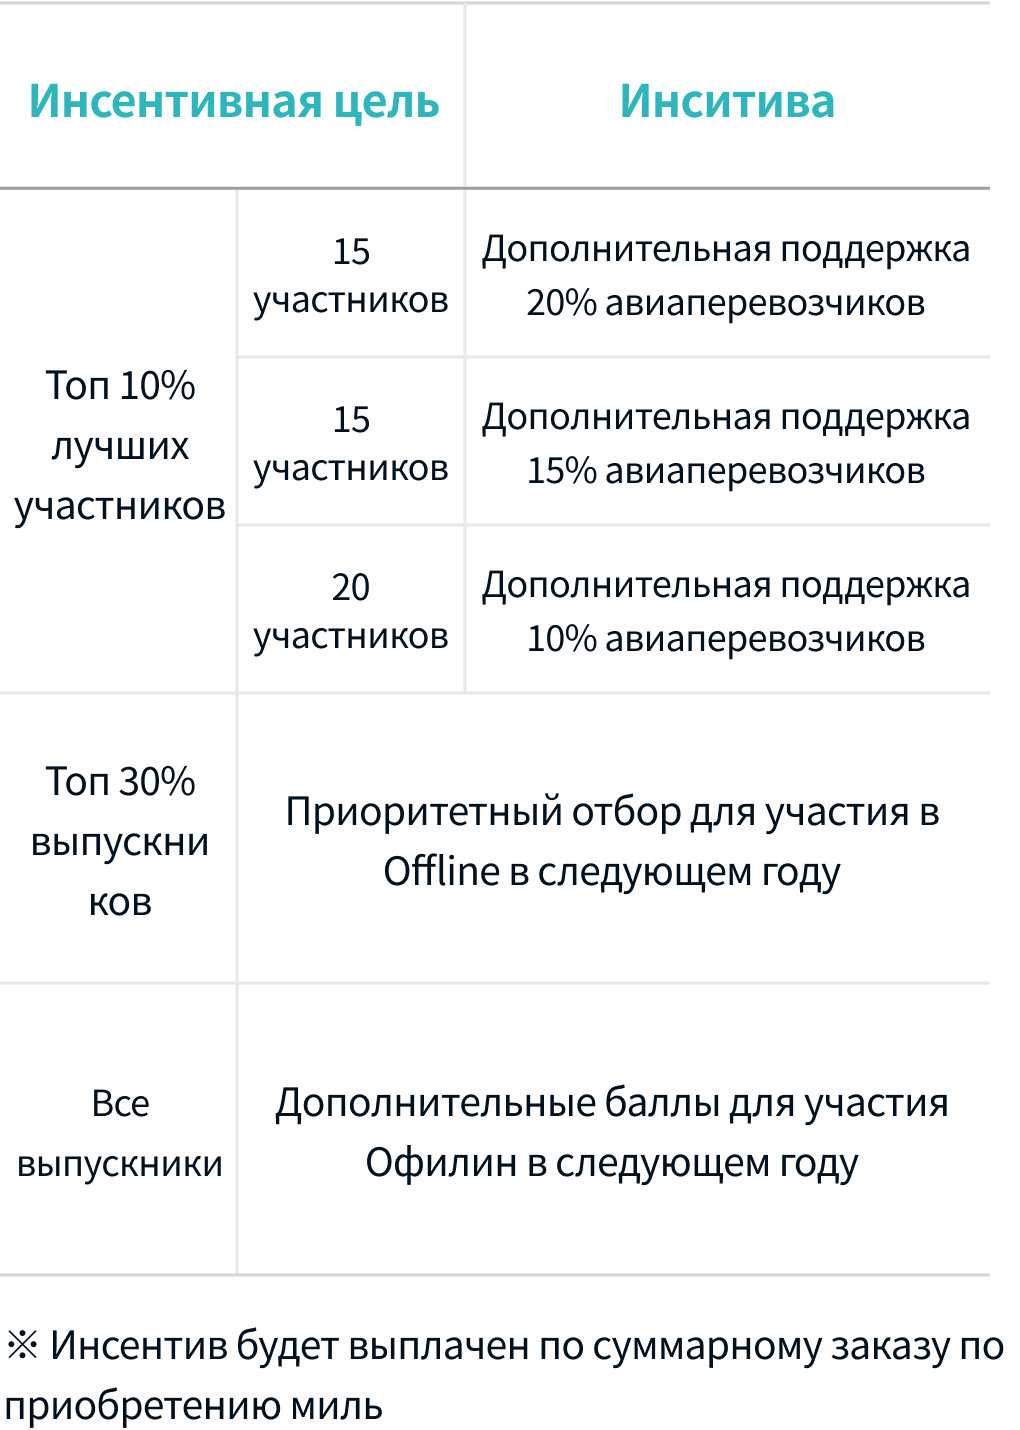 Инсентивная цель
Инситива
Топ 10%
лучших
участников
15
участников
Дополнительная поддержка
20% авиаперевозчиков
15
участников
Дополнительная поддержка
15% авиаперевозчиков
20
участников
Дополнительная поддержка
10% авиаперевозчиков
Топ 30%
выпускни
ков
Приоритетный отбор для участия в
Offline в следующем году
Все
выпускники
Дополнительные баллы для участия
Офилин в следующем году
※ Инсентив будет выплачен по суммарному заказу по
приобретению миль